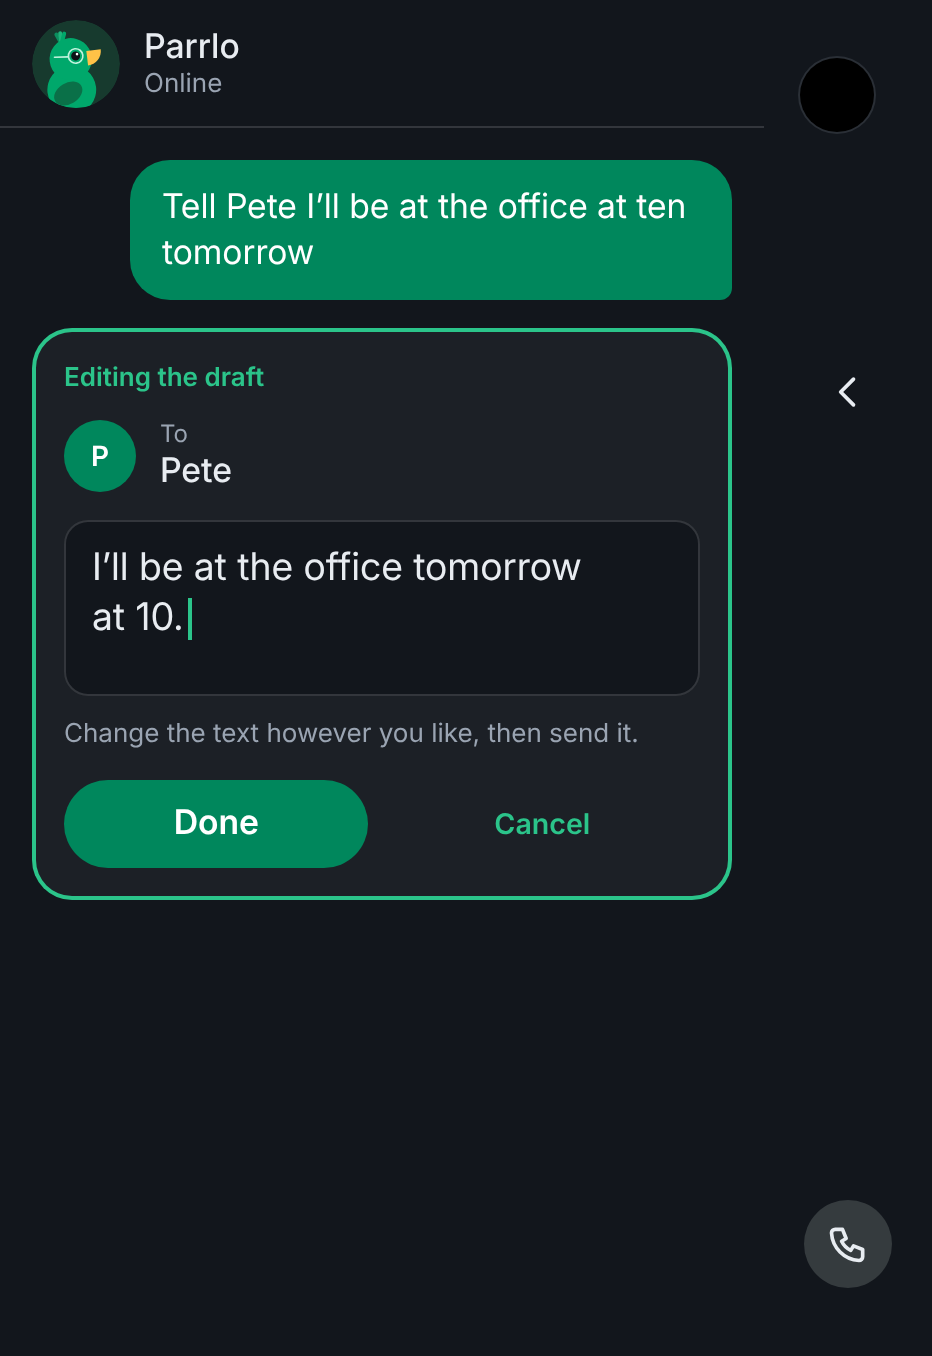 Parrlo
Online
Tell Pete I’ll be at the office at ten
tomorrow
Editing the draft
P
To
Pete
I’ll be at the office tomorrow
at 10.
Change the text however you like, then send it.
Done
Cancel